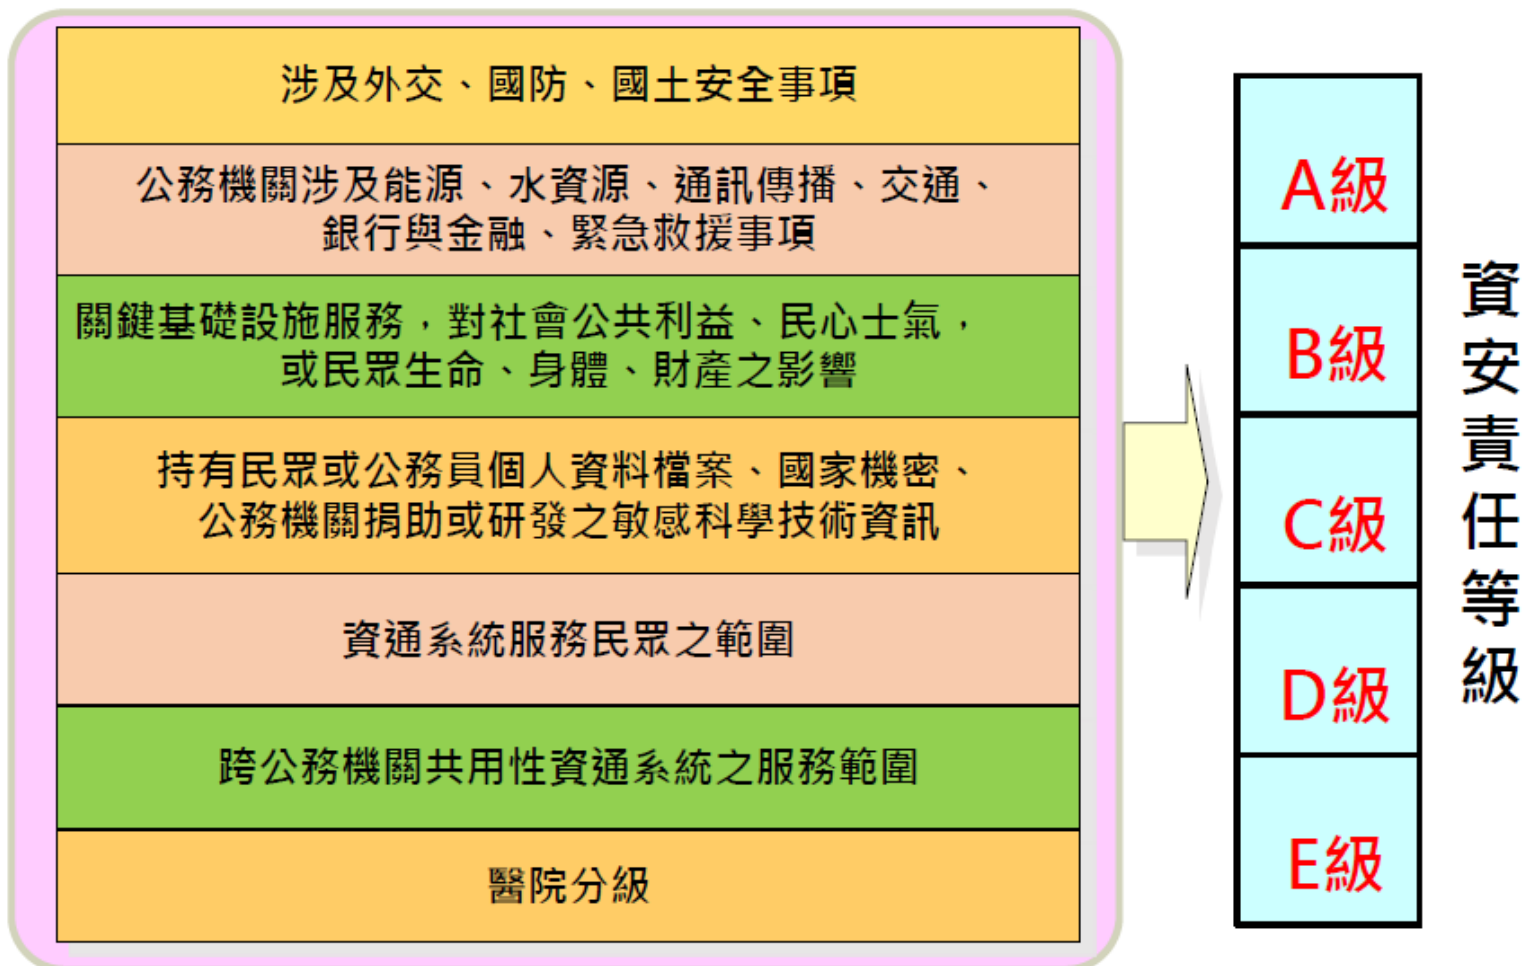 涉及外交、國防、國土安全事項
公務機關涉及能源、水資源、通訊傳播、交通、
銀行與金融、緊急救援事項
關鍵基礎設施服務，對社會公共利益、民心士氣，
或民眾生命、身體、財產之影響
持有民眾或公務員個人資料檔案、國家機密、
公務機關捐助或研發之敏感科學技術資訊
資通系統服務民眾之範圍
跨公務機關共用性資通系統之服務範圍
醫院分級
A級
B級
C級
D級
E級
資安責任等級